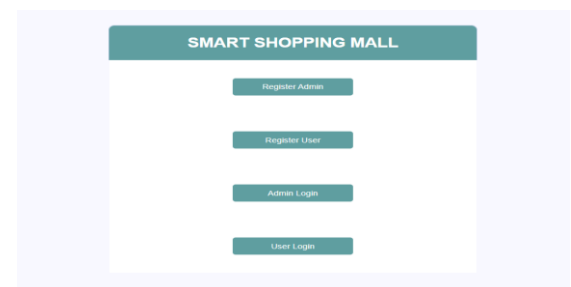 SMART SHOPPING MALL
Register Admin
Register User
Admin Login
User Login